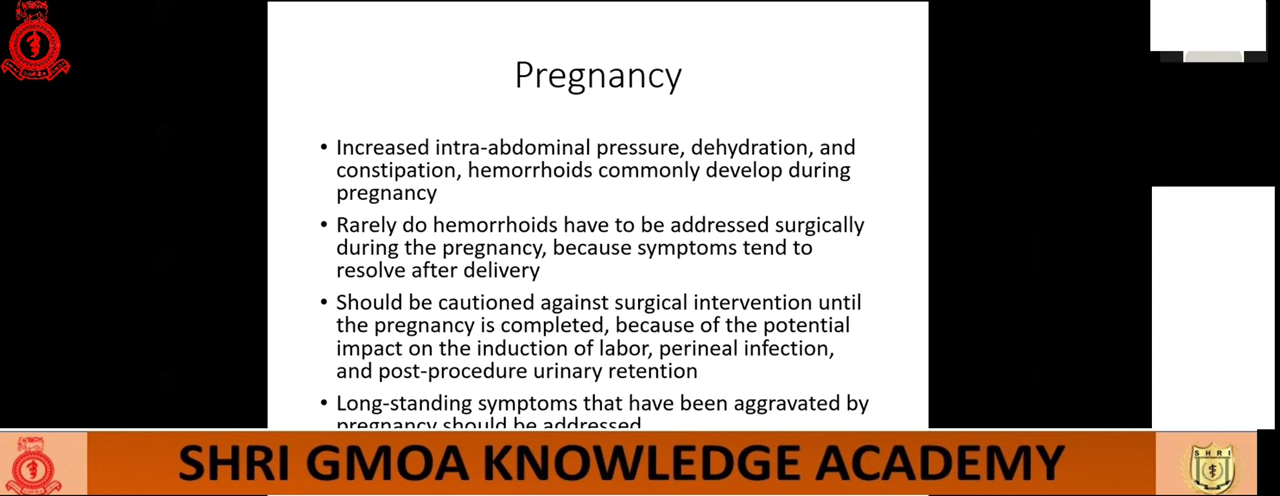 Pregnancy
• Increased intra-abdominal pressure, dehydration, and
constipation, hemorrhoids commonly develop during
pregnancy
• Rarely do hemorrhoids have to be addressed surgically
during the pregnancy, because symptoms tend to
resolve after delivery
• Should be cautioned against surgical intervention until
the pregnancy is completed, because of the potential
impact on the induction of labor, perineal infection,
and post-procedure urinary retention
• Long-standing symptoms that have been aggravated by
pregnancy should be addressed
SHRI GMOA KNOWLEDGE ACADEMY
SHRI